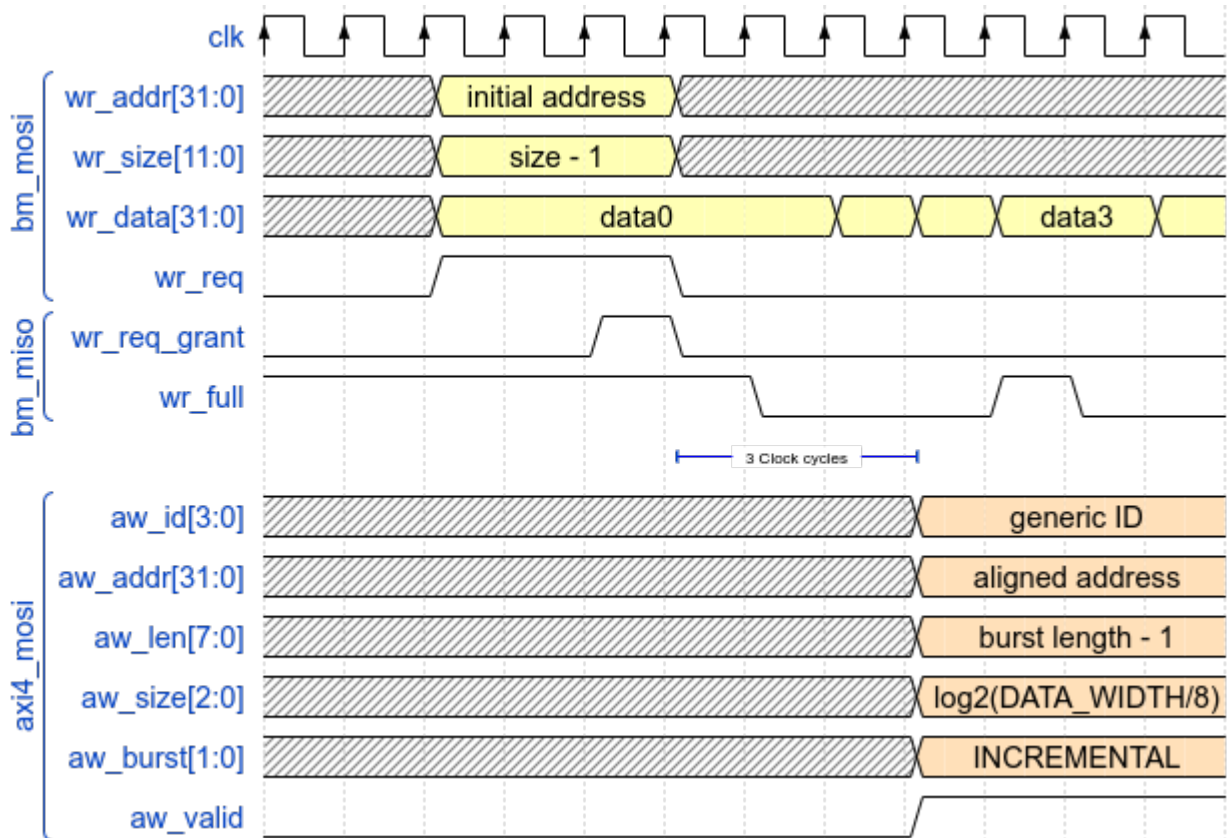 clk
bm_mosi
wr_addr[31:0] initial address
wr_size[11:0] size - 1
wr_data[31:0] data0 data3
wr_req
bm_miso
wr_req_grant
wr_full
3 Clock cycles
axi4_mosi
aw_id[3:0] generic ID
aw_addr[31:0] aligned address
aw_len[7:0] burst length - 1
aw_size[2:0] log2(DATA_WIDTH/8)
aw_burst[1:0] INCREMENTAL
aw_valid